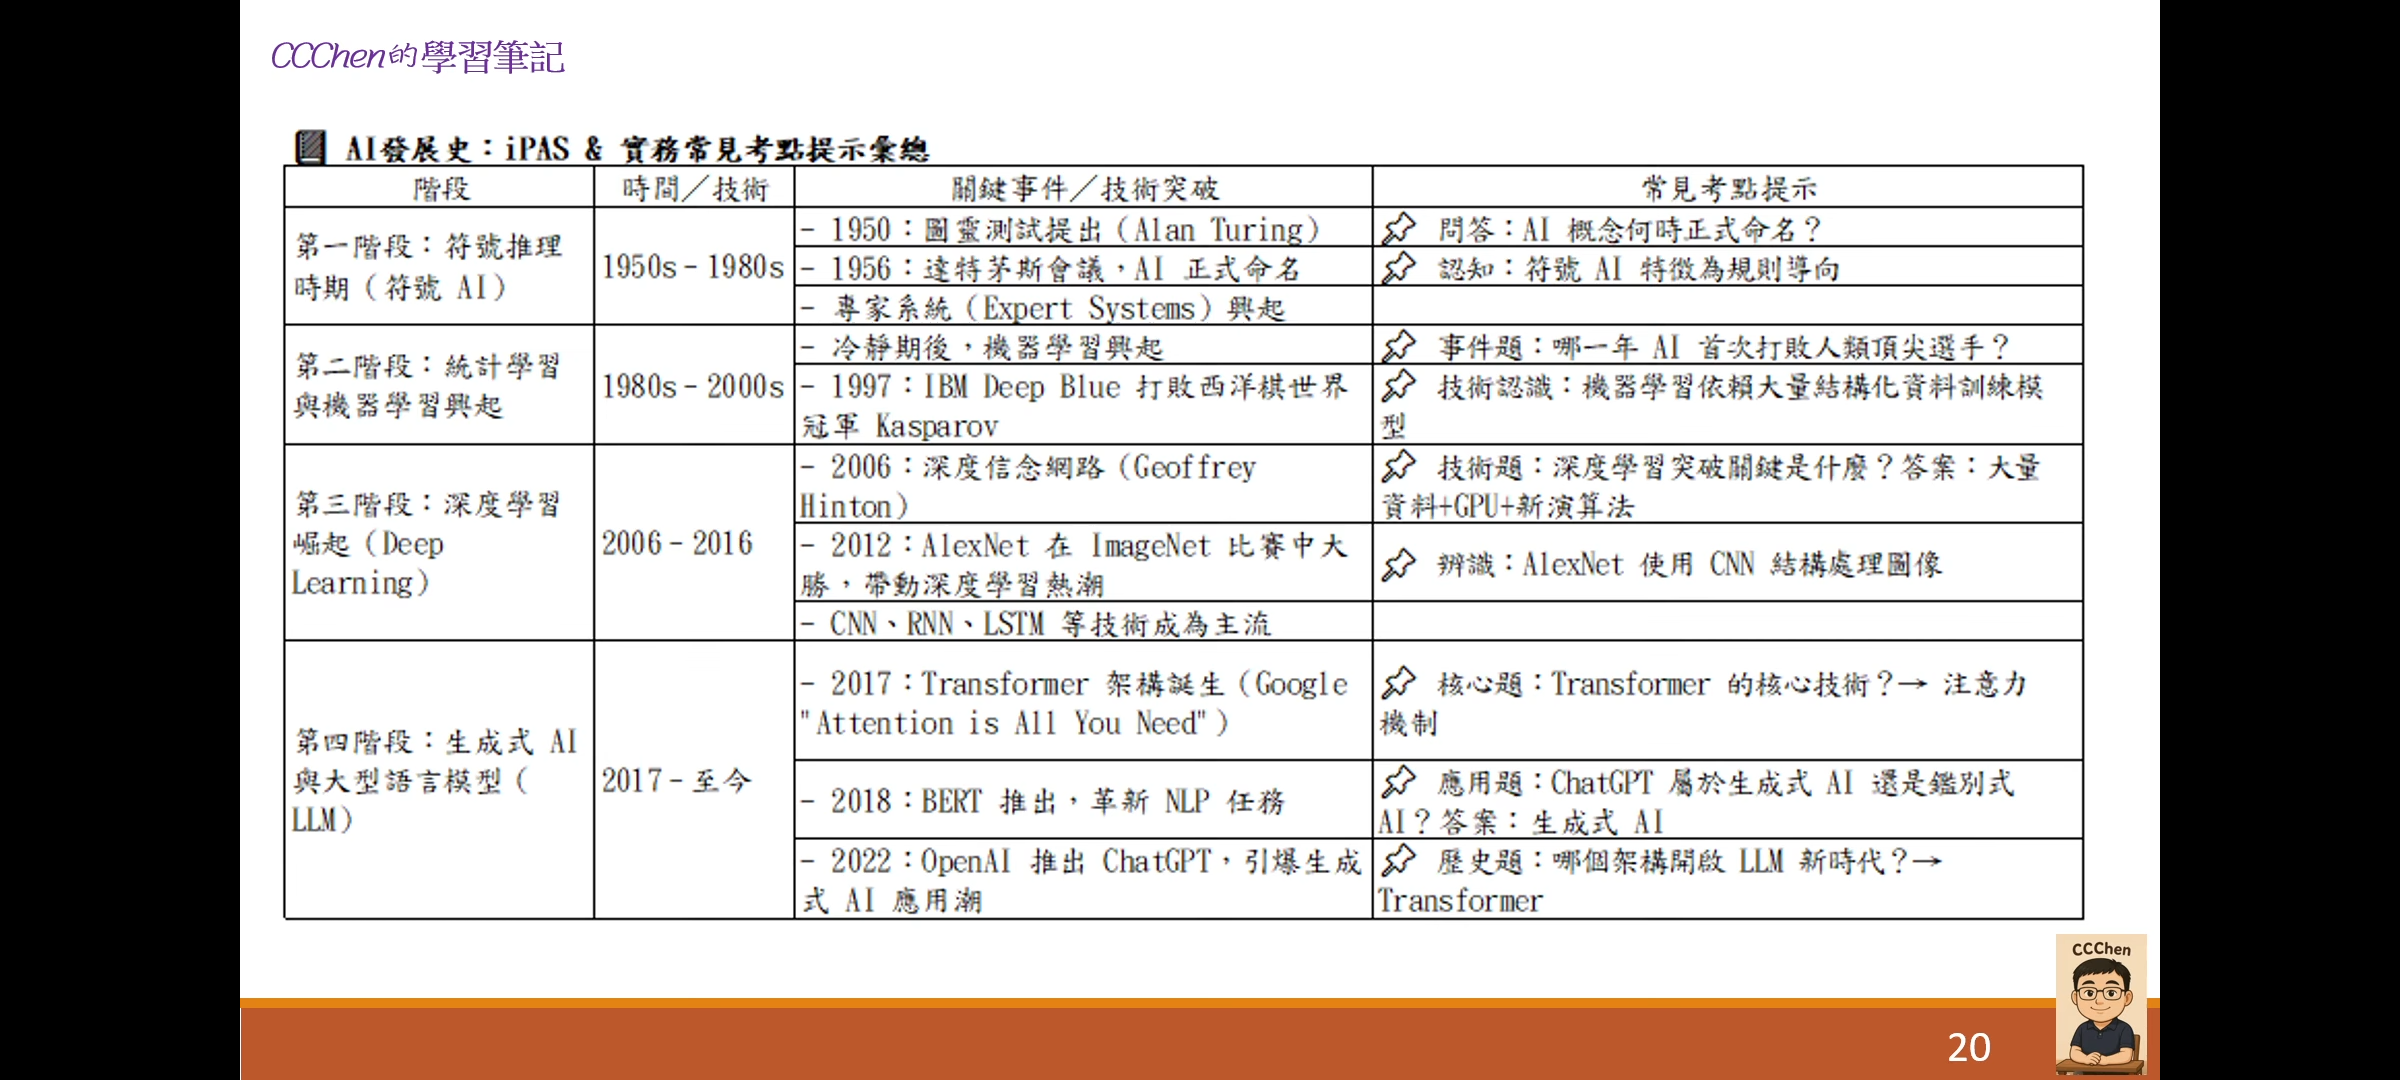 CCChen的學習筆記
AI發展史：iPAS & 實務常見考點提示彙總
階段
時間／技術
關鍵事件／技術突破
常見考點提示
第一階段：符號推理
時期（符號 AI）
1950s－1980s
- 1950：圖靈測試提出（Alan Turing）
問答：AI 概念何時正式命名？
- 1956：達特茅斯會議，AI 正式命名
認知：符號 AI 特徵為規則導向
- 專家系統（Expert Systems）興起
第二階段：統計學習
與機器學習興起
1980s－2000s
- 冷靜期後，機器學習興起
事件題：哪一年 AI 首次打敗人類頂尖選手？
- 1997：IBM Deep Blue 打敗西洋棋世界
冠軍 Kasparov
技術認識：機器學習依賴大量結構化資料訓練模
型
第三階段：深度學習
崛起（Deep
Learning）
2006－2016
- 2006：深度信念網路（Geoffrey
Hinton）
技術題：深度學習突破關鍵是什麼？答案：大量
資料+GPU+新演算法
- 2012：AlexNet 在 ImageNet 比賽中大
勝，帶動深度學習熱潮
辨識：AlexNet 使用 CNN 結構處理圖像
- CNN、RNN、LSTM 等技術成為主流
第四階段：生成式 AI
與大型語言模型（
LLM）
2017－至今
- 2017：Transformer 架構誕生（Google
"Attention is All You Need"）
核心題：Transformer 的核心技術？→ 注意力
機制
- 2018：BERT 推出，革新 NLP 任務
應用題：ChatGPT 屬於生成式 AI 還是鑑別式
AI？答案：生成式 AI
- 2022：OpenAI 推出 ChatGPT，引爆生成
式 AI 應用潮
歷史題：哪個架構開啟 LLM 新時代？→
Transformer
CCChen
20